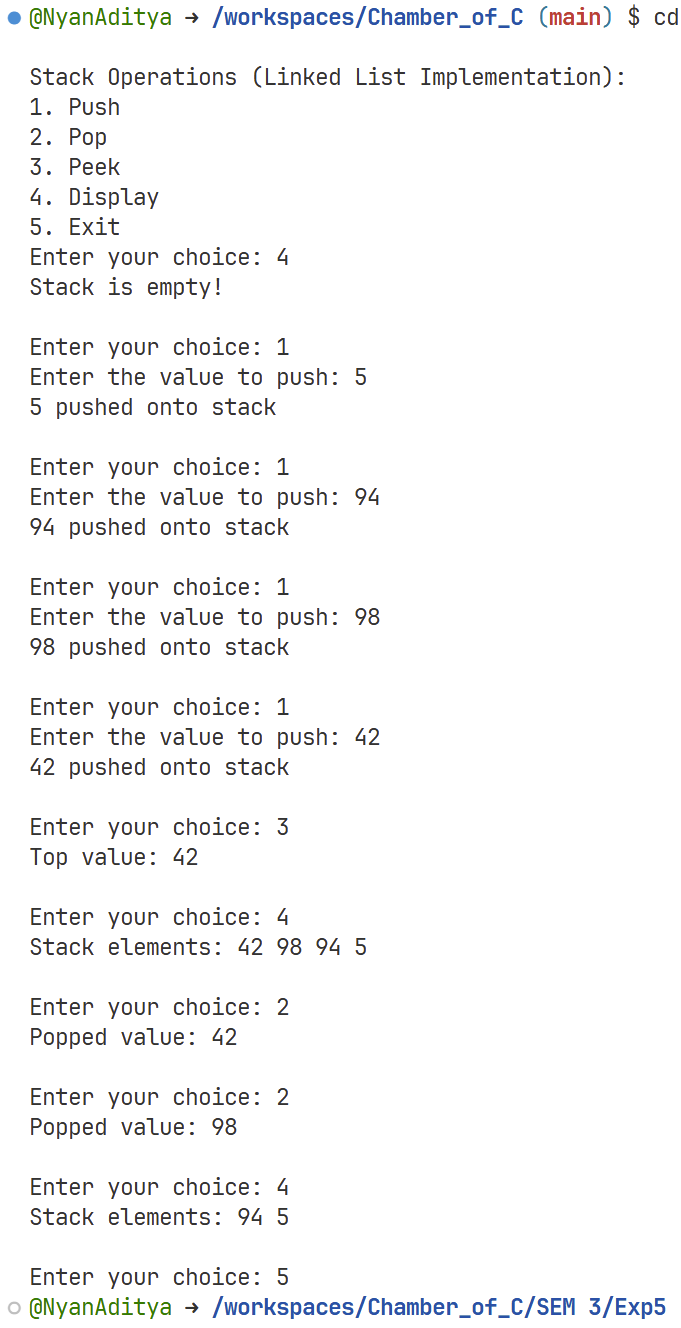 @NyanAditya → /workspaces/Chamber_of_C (main) $ cd
Stack Operations (Linked List Implementation):
1. Push
2. Pop
3. Peek
4. Display
5. Exit
Enter your choice: 4
Stack is empty!
Enter your choice: 1
Enter the value to push: 5
5 pushed onto stack
Enter your choice: 1
Enter the value to push: 94
94 pushed onto stack
Enter your choice: 1
Enter the value to push: 98
98 pushed onto stack
Enter your choice: 1
Enter the value to push: 42
42 pushed onto stack
Enter your choice: 3
Top value: 42
Enter your choice: 4
Stack elements: 42 98 94 5
Enter your choice: 2
Popped value: 42
Enter your choice: 2
Popped value: 98
Enter your choice: 4
Stack elements: 94 5
Enter your choice: 5
@NyanAditya → /workspaces/Chamber_of_C/SEM 3/Exp5